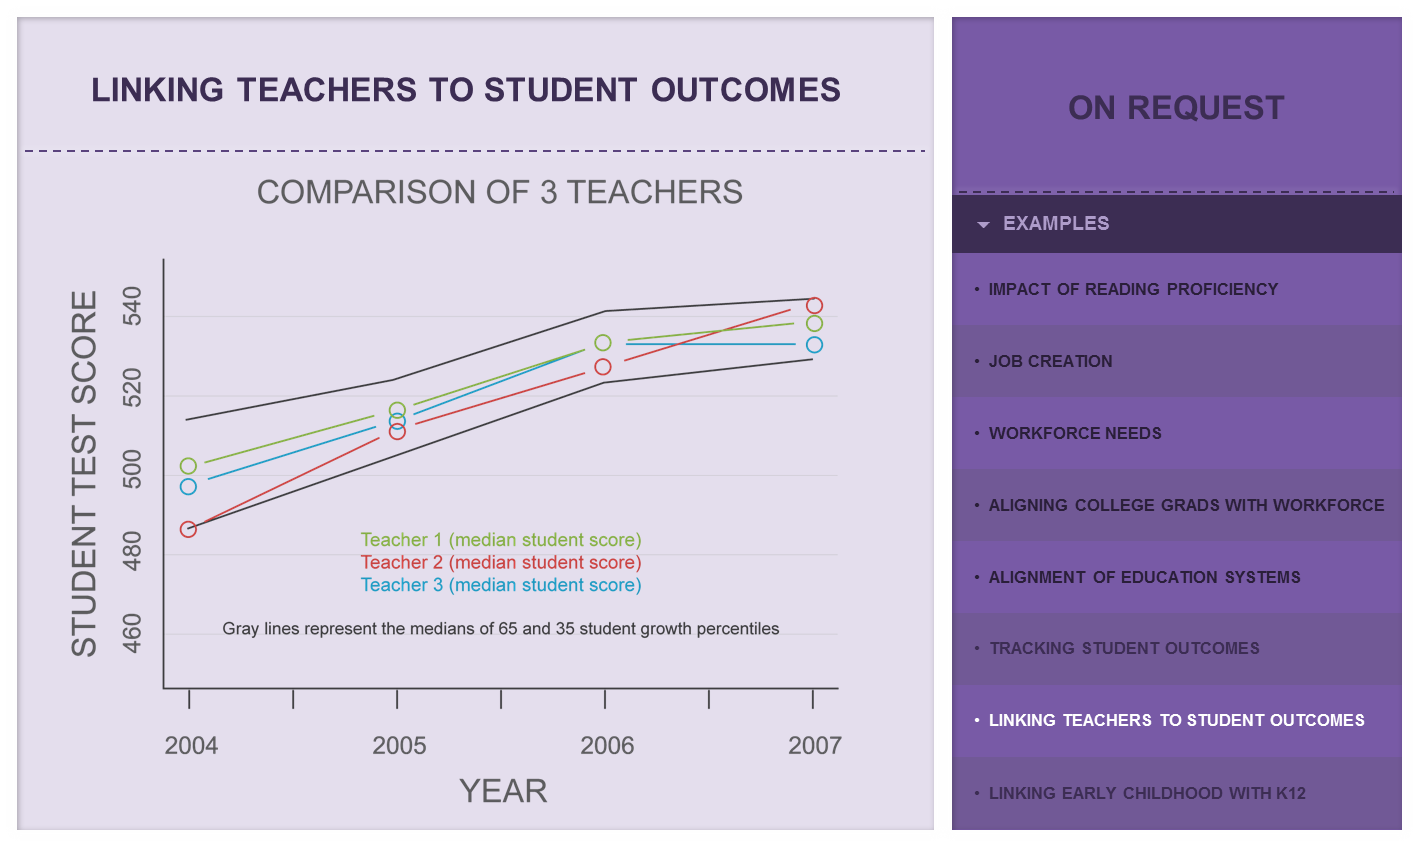 LINKING TEACHERS TO STUDENT OUTCOMES
COMPARISON OF 3 TEACHERS
STUDENT TEST SCORE
540
520
500
480
460
Teacher 1 (median student score)
Teacher 2 (median student score)
Teacher 3 (median student score)
Gray lines represent the medians of 65 and 35 student growth percentiles
2004 2005 2006 2007
YEAR
ON REQUEST
EXAMPLES
• IMPACT OF READING PROFICIENCY
• JOB CREATION
• WORKFORCE NEEDS
• ALIGNING COLLEGE GRADS WITH WORKFORCE
• ALIGNMENT OF EDUCATION SYSTEMS
• TRACKING STUDENT OUTCOMES
• LINKING TEACHERS TO STUDENT OUTCOMES
• LINKING EARLY CHILDHOOD WITH K12